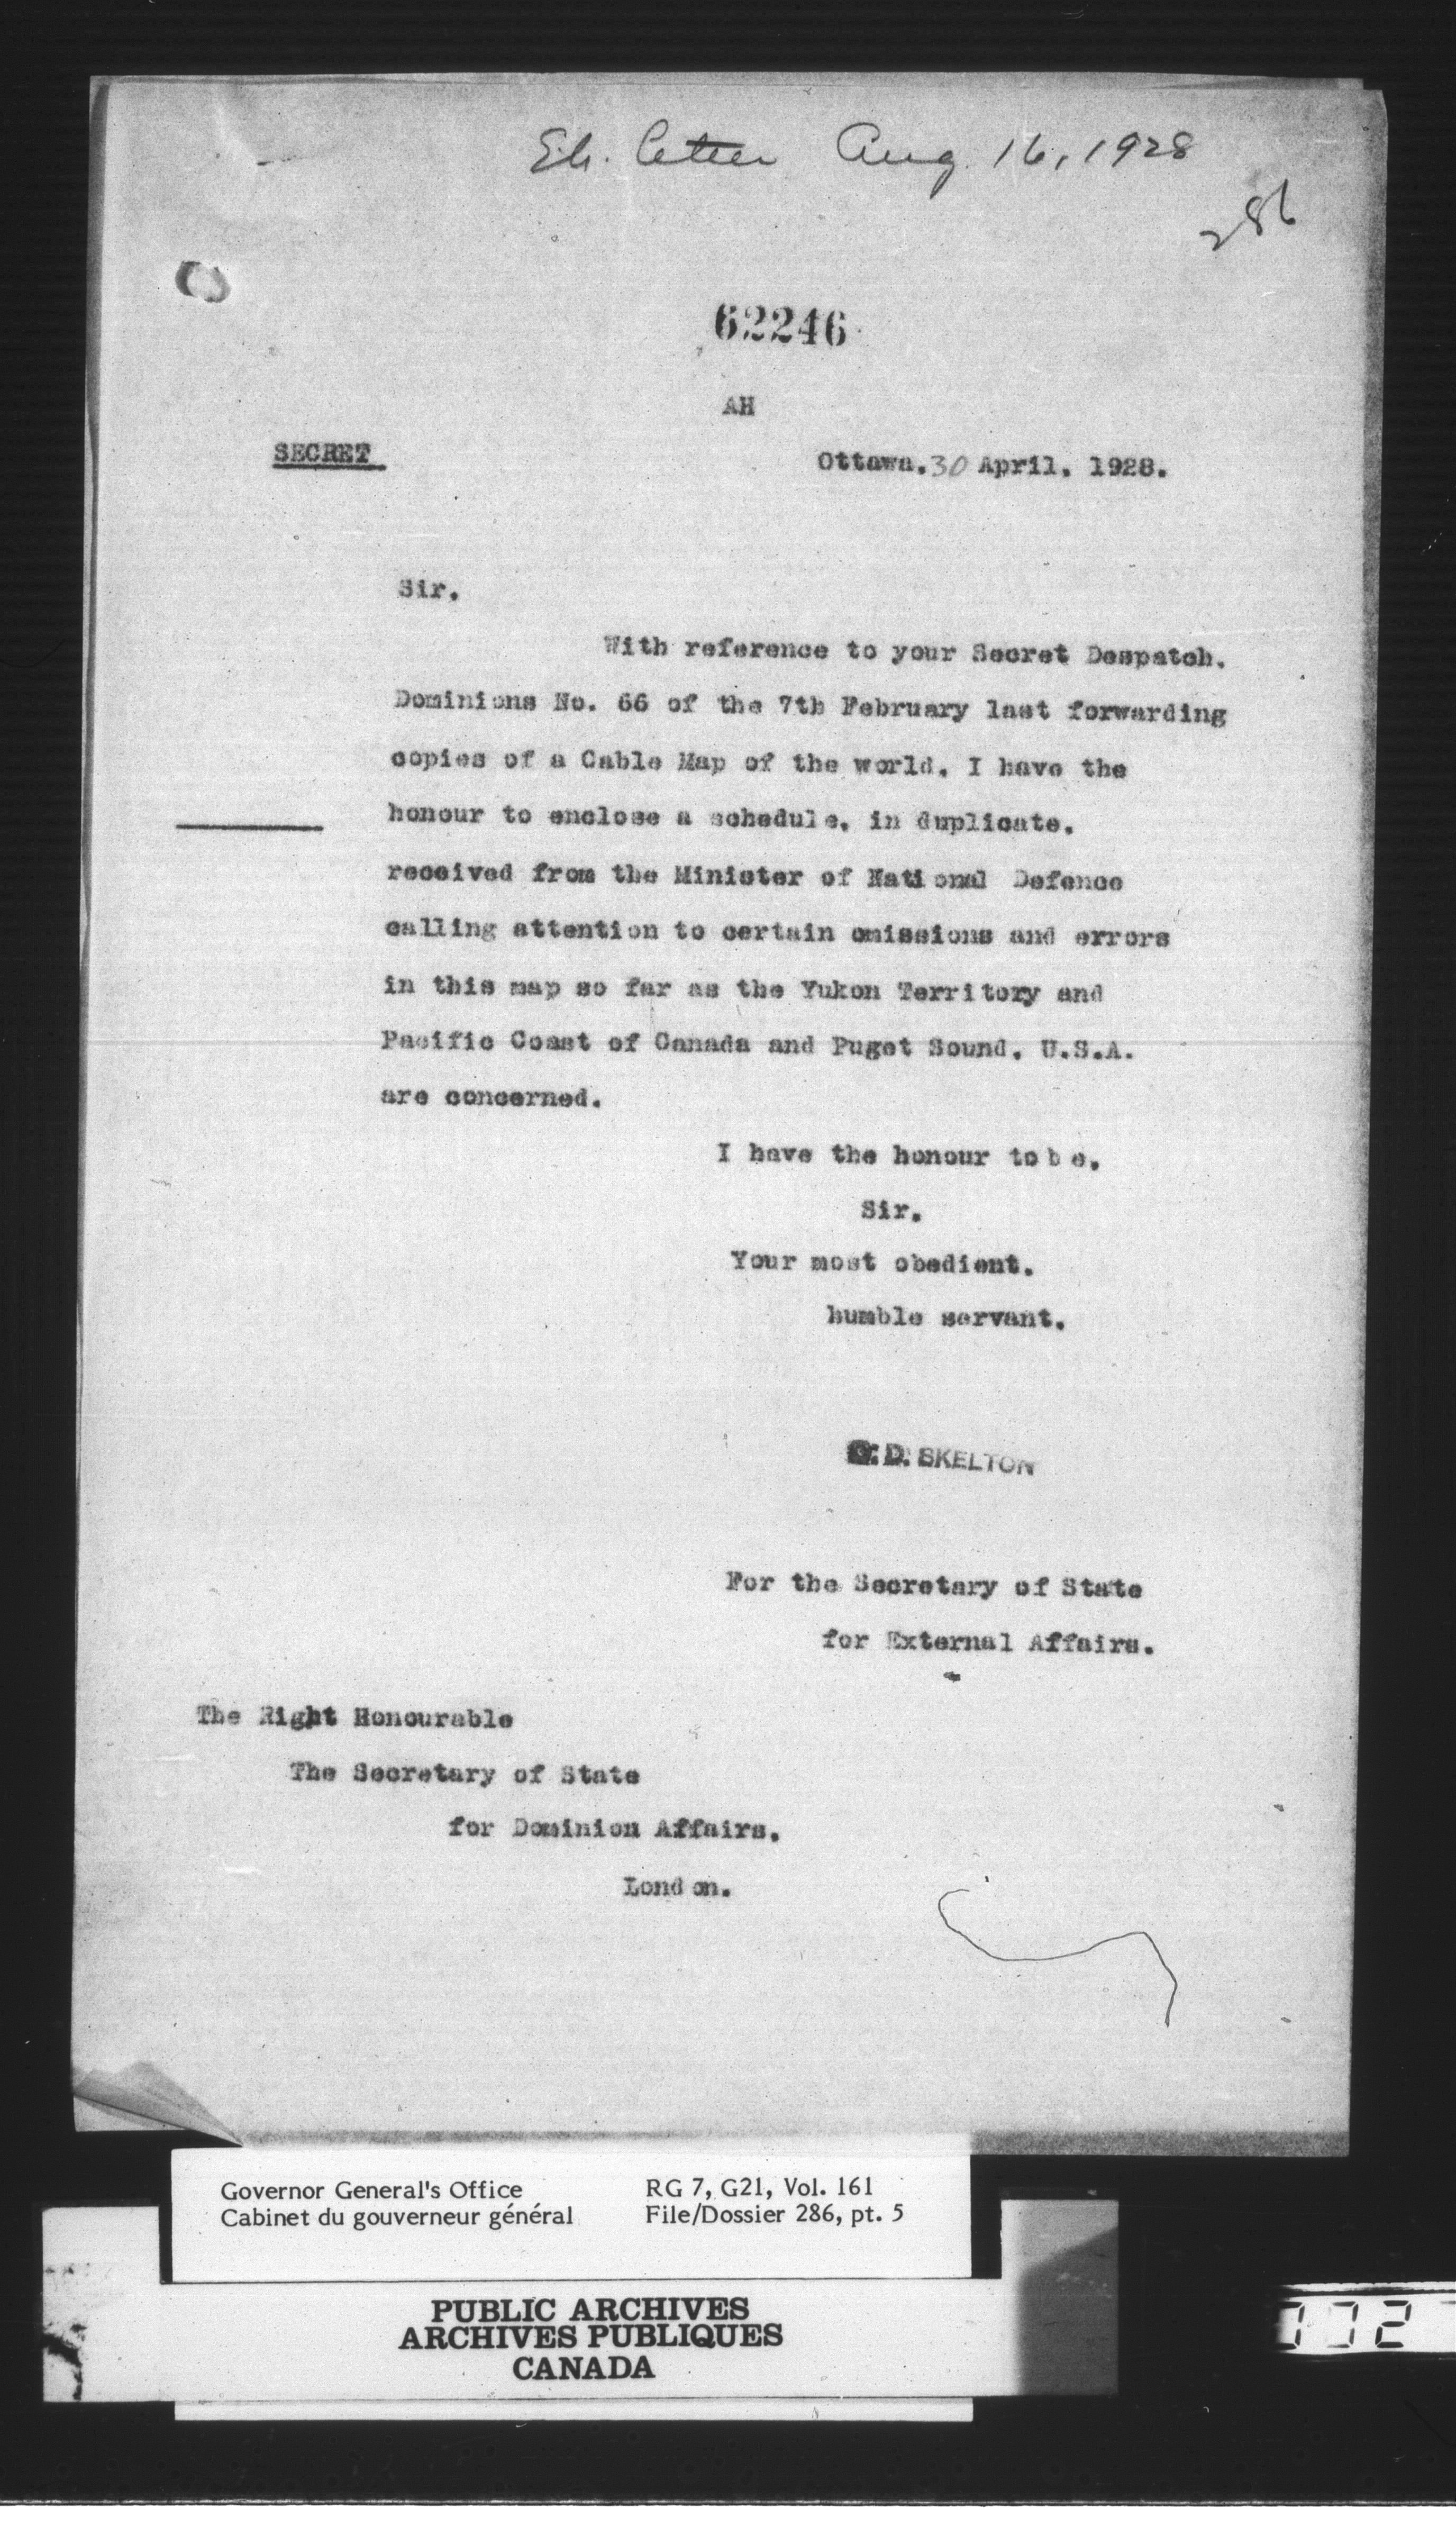 letter Aug. 16, 1928
286
62246
AH
SECRET
Ottawa, 30 April, 1928.
Sir,
With reference to your Secret Despatch,
Dominions No. 66 of the 7th February last forwarding
copies of a Cable Map of the world, I have the
honour to enclose a schedule, in duplicate,
received from the Minister of National Defence
calling attention to certain omissions and errors
in this map so far as the Yukon Territory and
Pacific Coast of Canada and Puget Sound, U.S.A.
are concerned.
I have the honour to be,
Sir,
Your most obedient,
humble servant,
O. D. SKELTON
For the Secretary of State
for External Affairs.
The Right Honourable
The Secretary of State
for Dominion Affairs,
London.
Governor General's Office RG 7, G21, Vol. 161
Cabinet du gouverneur général File/Dossier 286, pt. 5
PUBLIC ARCHIVES
ARCHIVES PUBLIQUES
CANADA